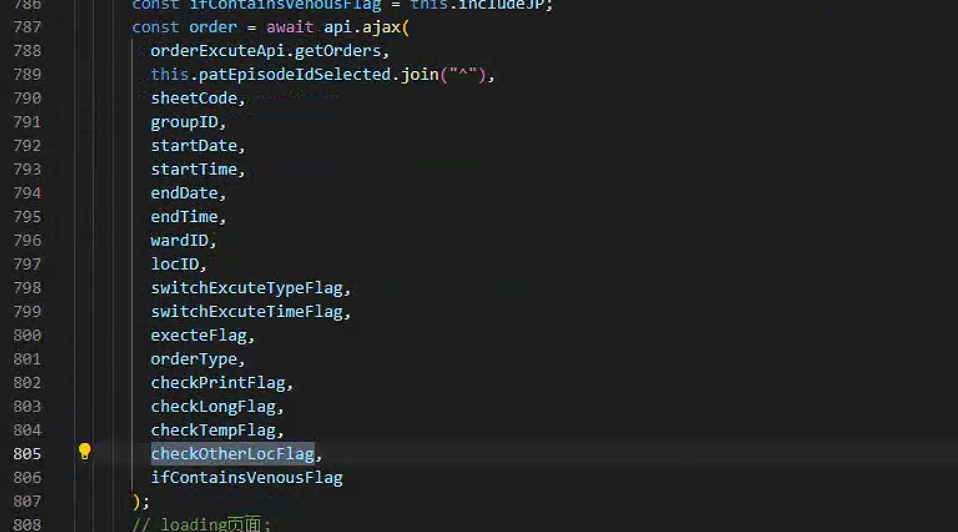 786 const ifContainsVenousFlag = this.includeJP;
787 const order = await api.ajax(
788 orderExcuteApi.getOrders,
789 this.patEpisodeIdSelected.join("^"),
790 sheetCode,
791 groupID,
792 startDate,
793 startTime,
794 endDate,
795 endTime,
796 wardID,
797 locID,
798 switchExcuteTypeFlag,
799 switchExcuteTimeFlag,
800 execteFlag,
801 orderType,
802 checkPrintFlag,
803 checkLongFlag,
804 checkTempFlag,
805 checkOtherLocFlag,
806 ifContainsVenousFlag
807 );
808 // loading页面;